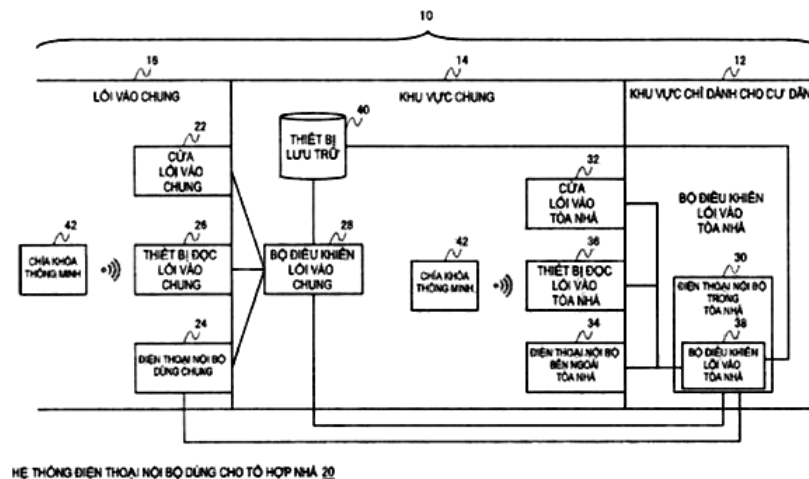 10
16
14
12
LỐI VÀO CHUNG
KHU VỰC CHUNG
KHU VỰC CHỈ DÀNH CHO CƯ DÂN
22
CỬA
LỐI VÀO
CHUNG
40
THIẾT BỊ
LƯU TRỮ
32
CỬA
LỐI VÀO
TÒA NHÀ
BỘ ĐIỀU KHIỂN
LỐI VÀO
TÒA NHÀ
42
CHÌA KHÓA
THÔNG MINH
26
THIẾT BỊ ĐỌC
LỐI VÀO
CHUNG
28
BỘ ĐIỀU KHIỂN
LỐI VÀO
CHUNG
42
CHÌA KHÓA
THÔNG MINH
36
THIẾT BỊ ĐỌC
LỐI VÀO
TÒA NHÀ
30
ĐIỆN THOẠI NỘI BỘ
TRONG
TÒA NHÀ
24
ĐIỆN THOẠI NỘI BỘ
DÙNG CHUNG
34
ĐIỆN THOẠI NỘI BỘ
BÊN NGOÀI
TÒA NHÀ
38
BỘ ĐIỀU KHIỂN
LỐI VÀO
TÒA NHÀ
HỆ THỐNG ĐIỆN THOẠI NỘI BỘ DÙNG CHO TỔ HỢP NHÀ 20